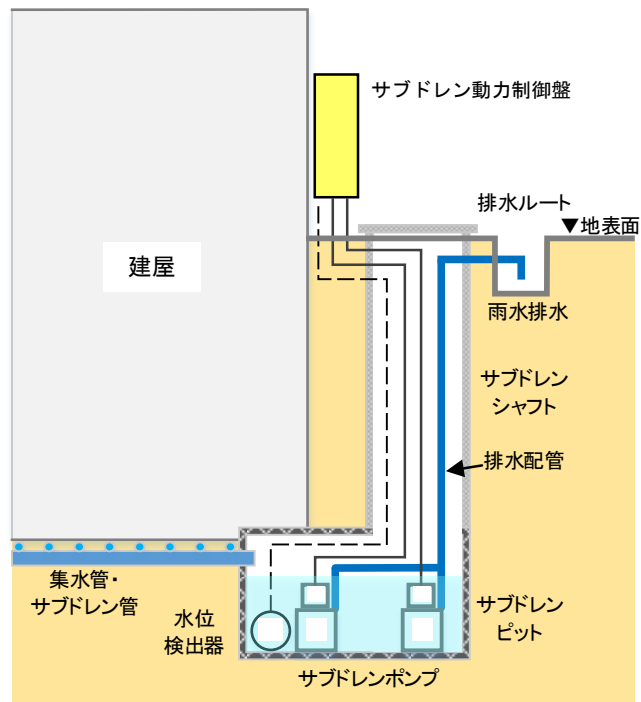 サブドレン動力制御盤
排水ルート
▼地表面
建屋
雨水排水
サブドレン
シャフト
排水配管
集水管・
サブドレン管
水位
検出器
サブドレン
ピット
サブドレンポンプ